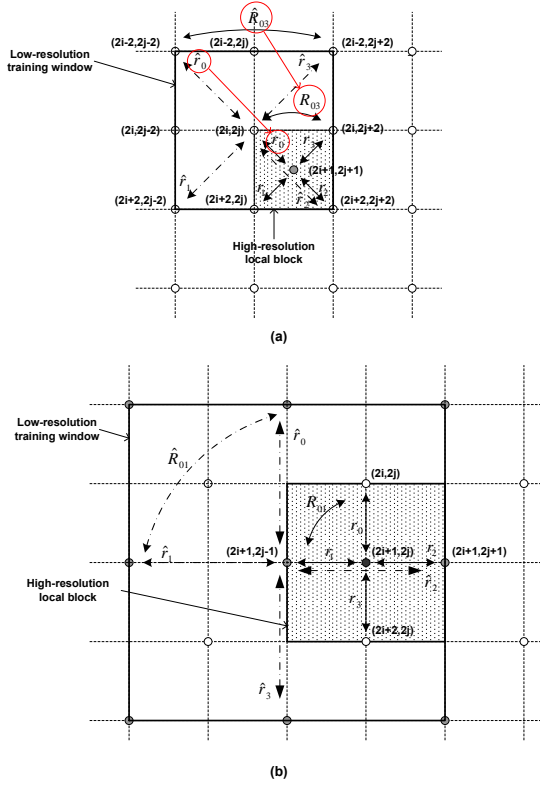 R̂₀₃
(2i-2,2j-2)
(2i-2,2j)
(2i-2,2j+2)
Low-resolution
training window
r̂₀
r̂₃
R₀₃
(2i,2j-2)
(2i,2j)
(2i,2j+2)
r₀
r₃
(2i+1,2j+1)
r̂₁
r₁
r₂
r̂₂
(2i+2,2j-2)
(2i+2,2j)
(2i+2,2j+2)
High-resolution
local block
(a)
Low-resolution
training window
R̂₀₁
r̂₀
(2i,2j)
R₀₁
r₀
r̂₁
(2i+1,2j-1)
r₁
(2i+1,2j)
r₂
(2i+1,2j+1)
High-resolution
local block
r̂₂
r₃
(2i+2,2j)
r̂₃
(b)